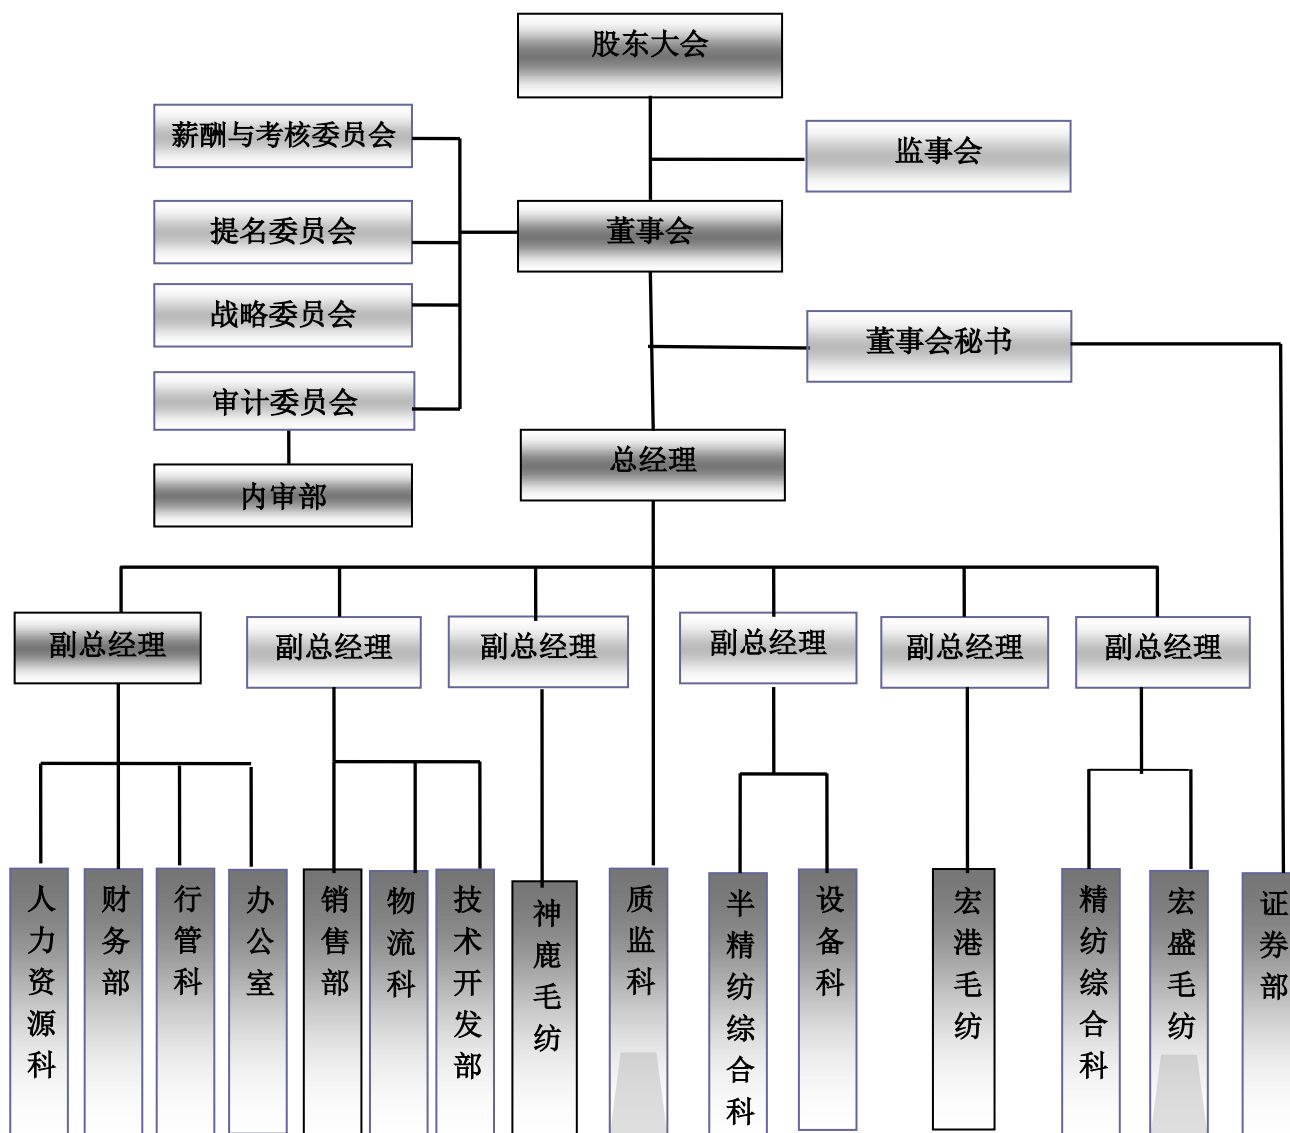 股东大会
薪酬与考核委员会
监事会
提名委员会
董事会
战略委员会
董事会秘书
审计委员会
总经理
内审部
副总经理
副总经理
副总经理
副总经理
副总经理
副总经理
人力资源科
财务部
行管科
办公室
销售部
物流科
技术开发部
神鹿毛纺
质监科
半精纺综合科
设备科
宏港毛纺
精纺综合科
宏盛毛纺
证券部